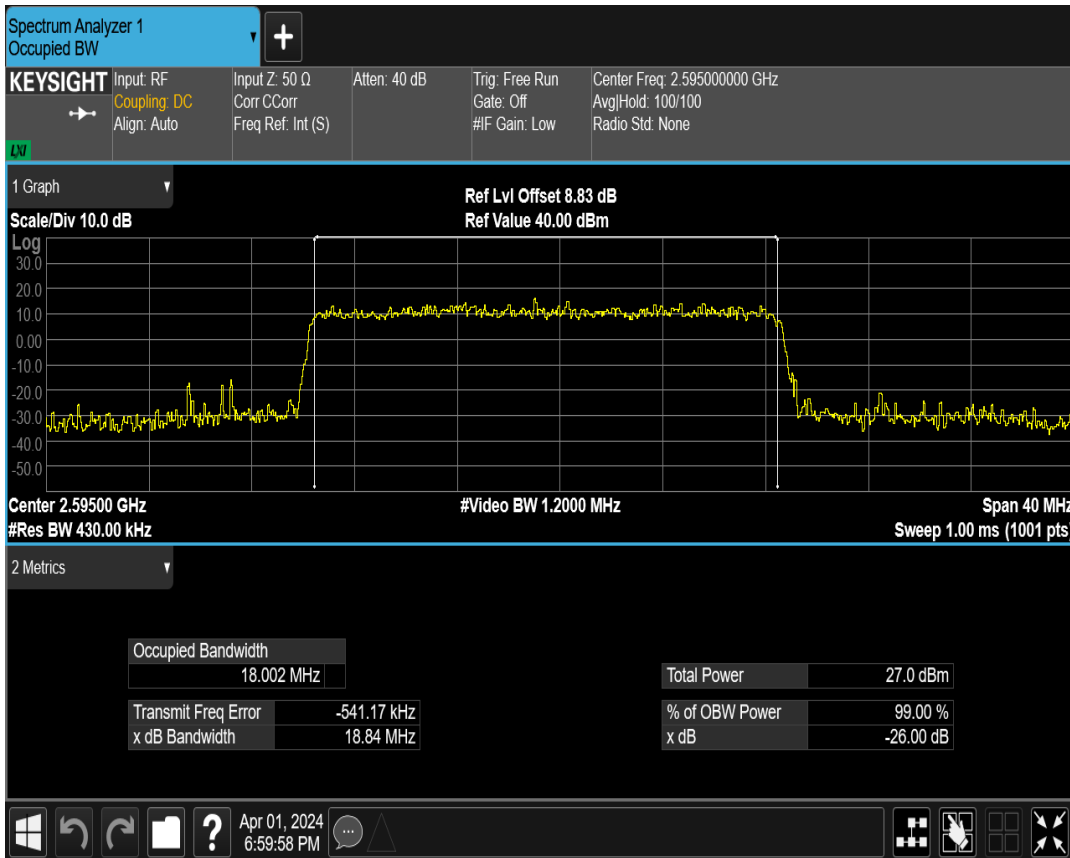 Spectrum Analyzer 1
Occupied BW
+
KEYSIGHT
LXI
Input: RF
Coupling: DC
Align: Auto
Input Z: 50 Ω
Corr CCorr
Freq Ref: Int (S)
Atten: 40 dB
Trig: Free Run
Gate: Off
#IF Gain: Low
Center Freq: 2.595000000 GHz
Avg|Hold: 100/100
Radio Std: None
1 Graph
Scale/Div 10.0 dB
Ref Lvl Offset 8.83 dB
Ref Value 40.00 dBm
Log
30.0
20.0
10.0
0.00
-10.0
-20.0
-30.0
-40.0
-50.0
Center 2.59500 GHz
#Video BW 1.2000 MHz
Span 40 MHz
#Res BW 430.00 kHz
Sweep 1.00 ms (1001 pts)
2 Metrics
Occupied Bandwidth
18.002 MHz
Total Power 27.0 dBm
Transmit Freq Error -541.17 kHz
% of OBW Power 99.00 %
x dB Bandwidth 18.84 MHz
x dB -26.00 dB
?
Apr 01, 2024
6:59:58 PM